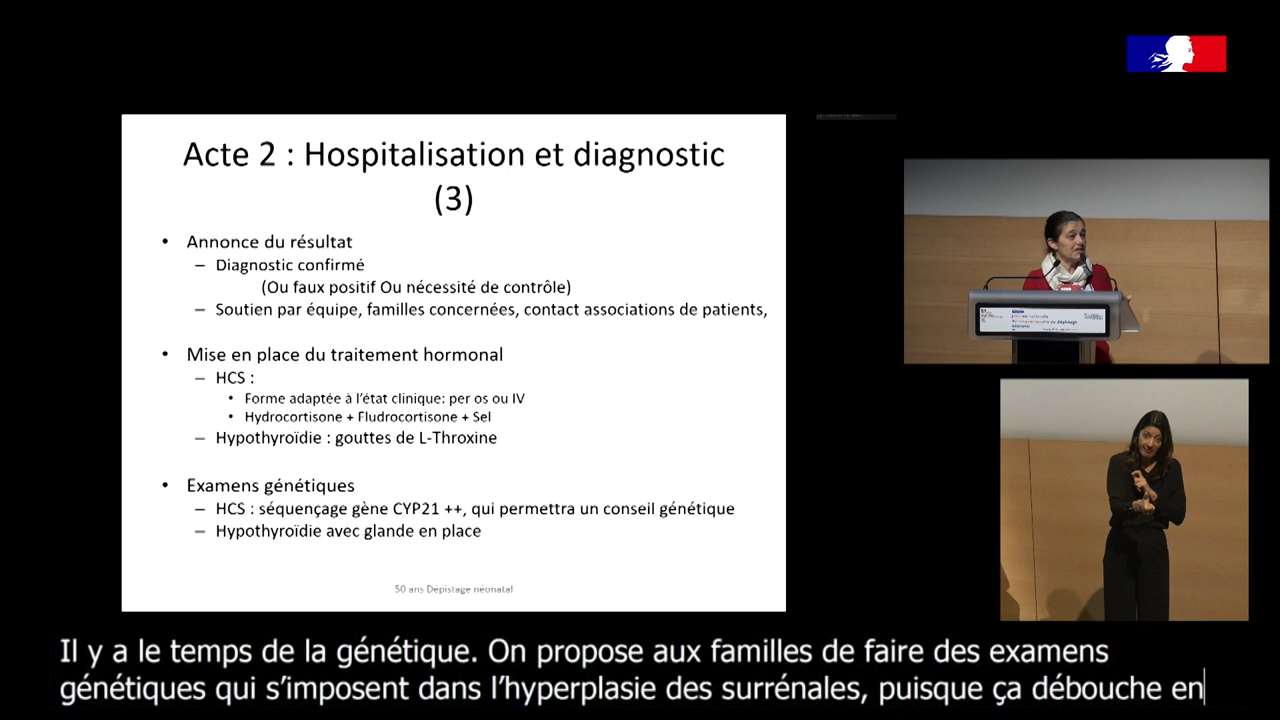 Acte 2 : Hospitalisation et diagnostic
(3)
• Annonce du résultat
– Diagnostic confirmé
(Ou faux positif Ou nécessité de contrôle)
– Soutien par équipe, familles concernées, contact associations de patients,
• Mise en place du traitement hormonal
– HCS :
• Forme adaptée à l'état clinique: per os ou IV
• Hydrocortisone + Fludrocortisone + Sel
– Hypothyroïdie : gouttes de L-Throxine
• Examens génétiques
– HCS : séquençage gène CYP21 ++, qui permettra un conseil génétique
– Hypothyroïdie avec glande en place
50 ans Dépistage néonatal
Il y a le temps de la génétique. On propose aux familles de faire des examens
génétiques qui s'imposent dans l'hyperplasie des surrénales, puisque ça débouche en